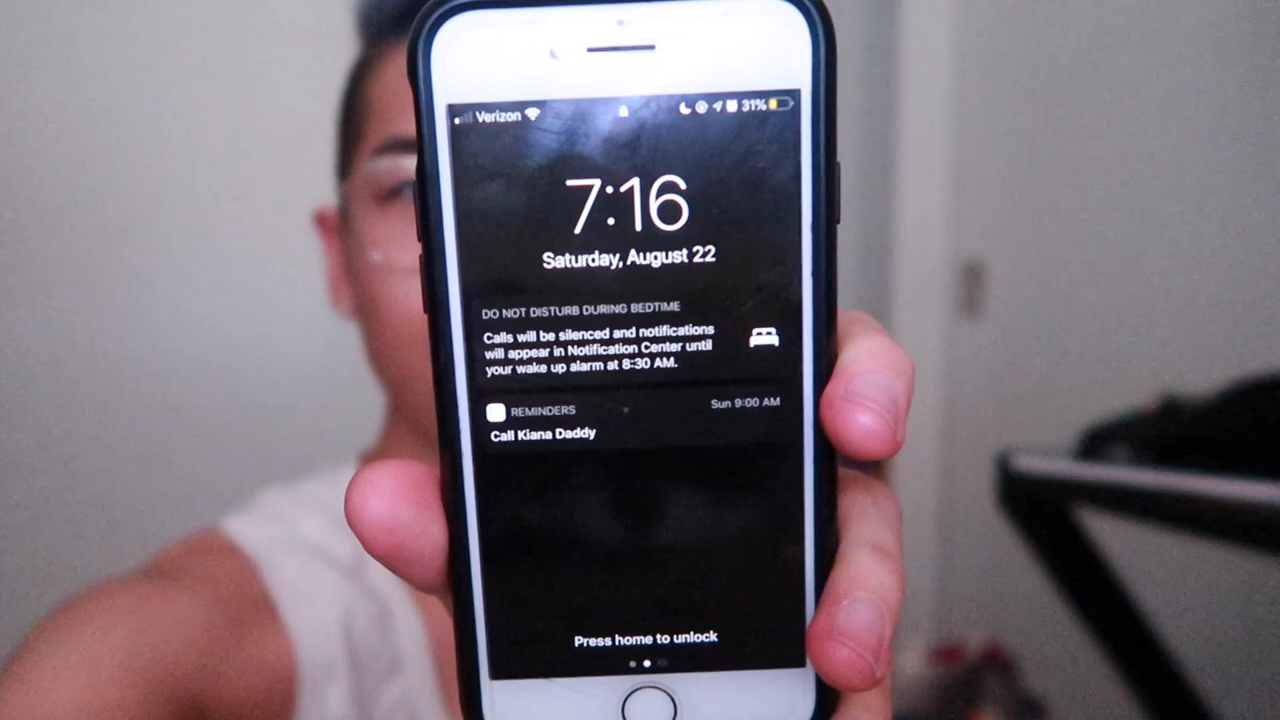 Verizon 31%
7:16
Saturday, August 22
DO NOT DISTURB DURING BEDTIME
Calls will be silenced and notifications
will appear in Notification Center until
your wake up alarm at 8:30 AM.
REMINDERS Sun 9:00 AM
Call Kiana Daddy
Press home to unlock